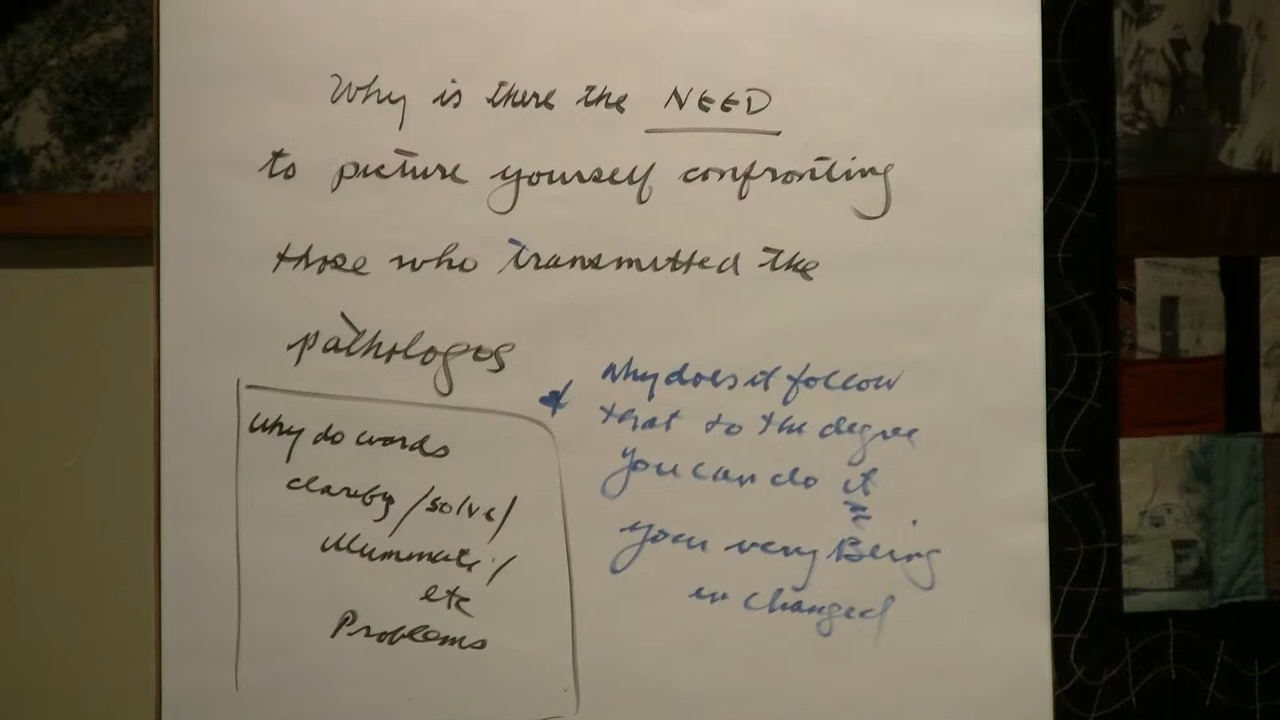 Why is there the NEED
to picture yourself confronting
those who transmitted the
pathologos
Why do words
clarify/solve/
illuminate/
etc
Problems
& why does it follow
that to the degree
you can do it
your very Being
is changed